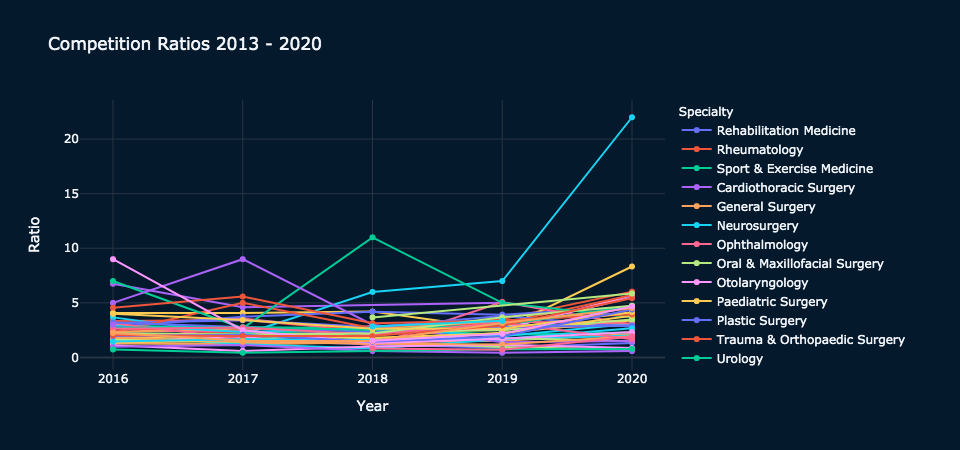 Competition Ratios 2013 - 2020
Specialty
Rehabilitation Medicine
Rheumatology
Sport & Exercise Medicine
Cardiothoracic Surgery
General Surgery
Neurosurgery
Ophthalmology
Oral & Maxillofacial Surgery
Otolaryngology
Paediatric Surgery
Plastic Surgery
Trauma & Orthopaedic Surgery
Urology
Ratio
20
15
10
5
0
2016
2017
2018
2019
2020
Year